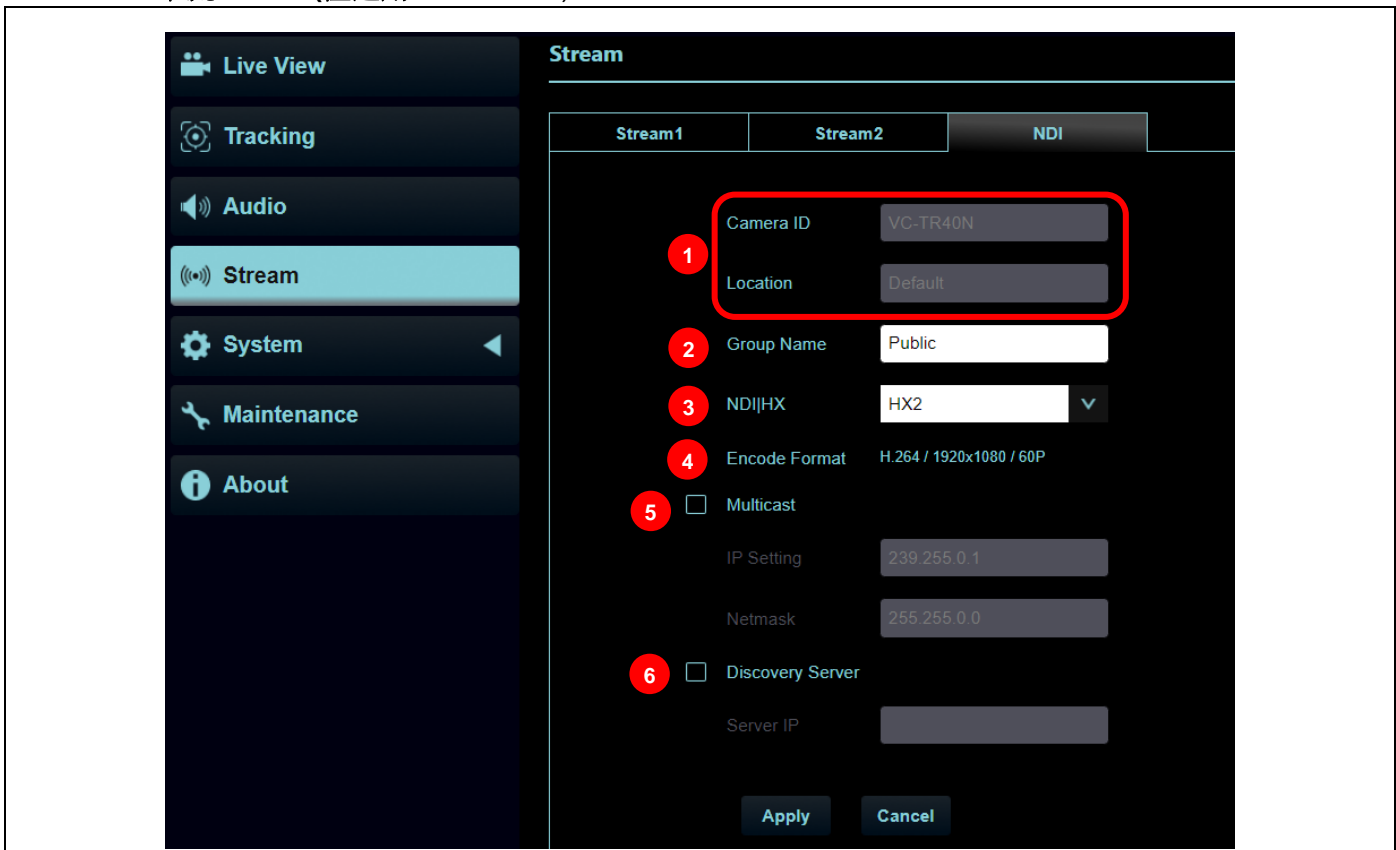 Live View
Tracking
Audio
Stream
System
Maintenance
About
Stream
Stream1 Stream2 NDI
1
Camera ID VC-TR40N
Location Default
2 Group Name Public
3 NDI|HX HX2
4 Encode Format H.264 / 1920x1080 / 60P
5 Multicast
IP Setting 239.255.0.1
Netmask 255.255.0.0
6 Discovery Server
Server IP
Apply Cancel